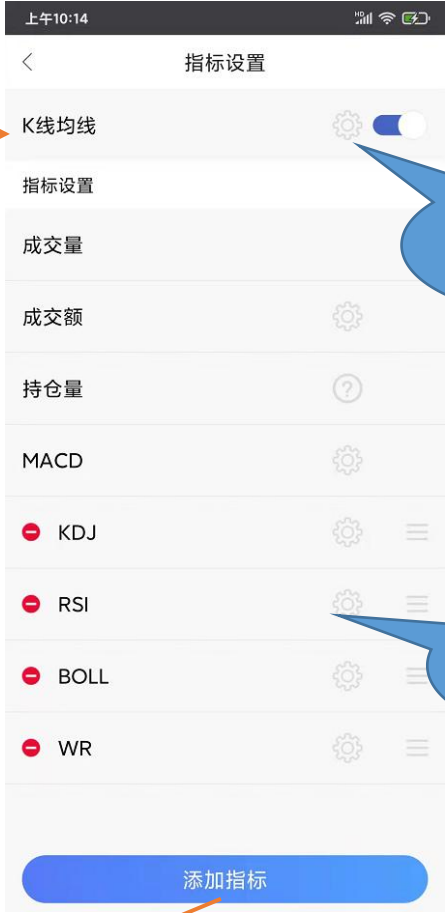 上午10:14
指标设置
K线均线
指标设置
成交量
成交额
持仓量
?
MACD
KDJ
RSI
BOLL
WR
添加指标